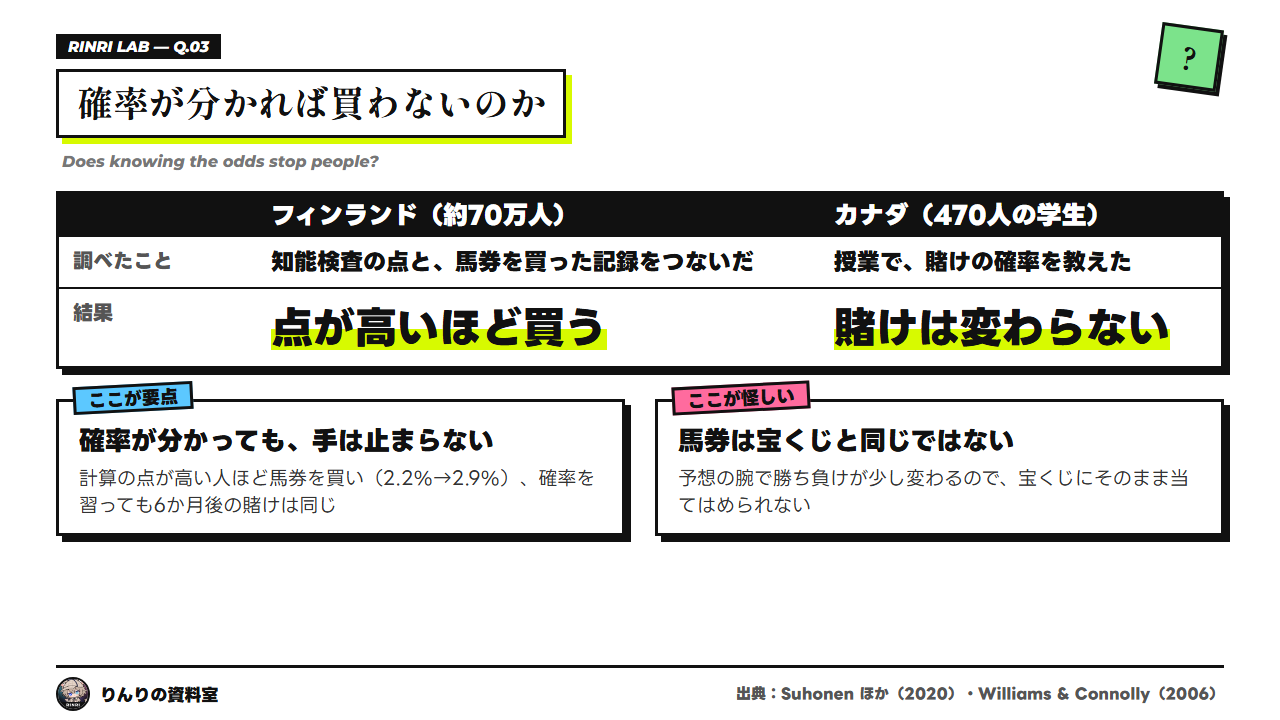 RINRI LAB — Q.03
?
確率が分かれば買わないのか
Does knowing the odds stop people?
フィンランド（約70万人） カナダ（470人の学生）
調べたこと 知能検査の点と、馬券を買った記録をつないだ 授業で、賭けの確率を教えた
結果 点が高いほど買う 賭けは変わらない
ここが要点
確率が分かっても、手は止まらない
計算の点が高い人ほど馬券を買い（2.2%→2.9%）、確率を
習っても6か月後の賭けは同じ
ここが怪しい
馬券は宝くじと同じではない
予想の腕で勝ち負けが少し変わるので、宝くじにそのまま当
てはめられない
RINRI
りんりの資料室
出典：Suhonen ほか（2020）・Williams & Connolly（2006）